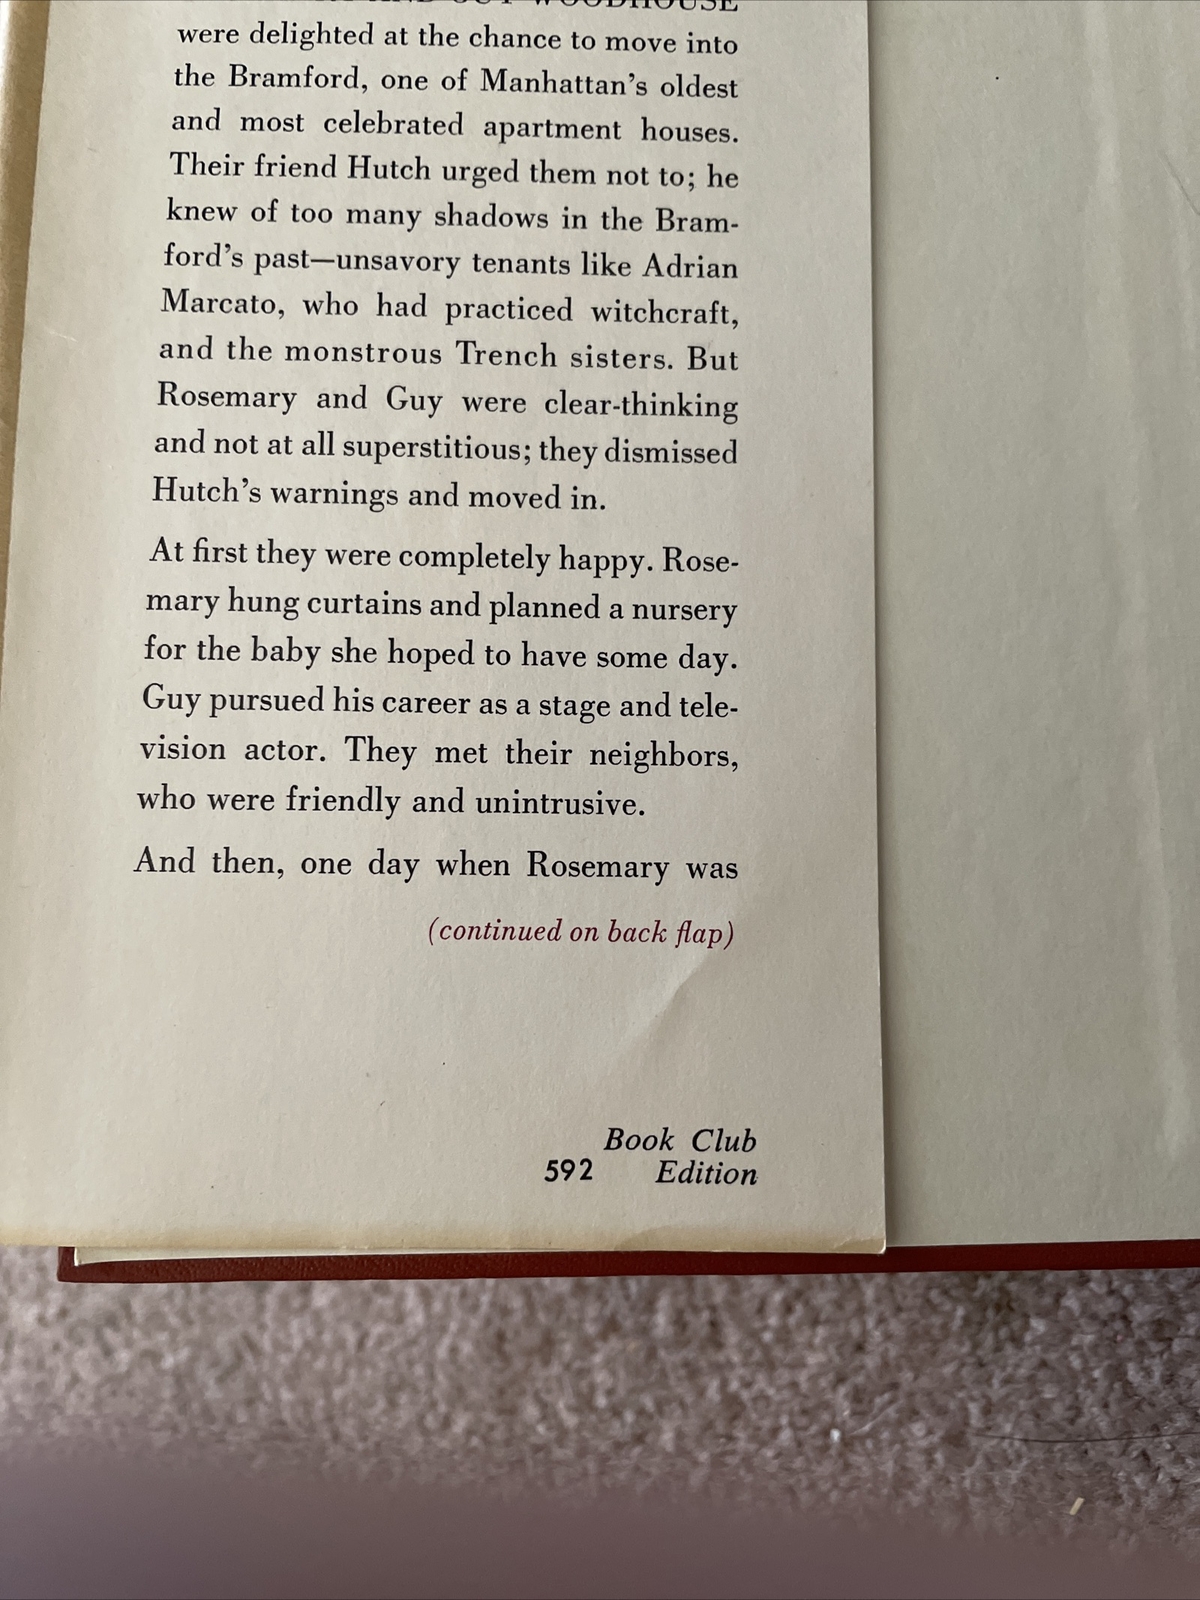 WOODHOUSE
were delighted at the chance to move into
the Bramford, one of Manhattan's oldest
and most celebrated apartment houses.
Their friend Hutch urged them not to; he
knew of too many shadows in the Bram-
ford's past—unsavory tenants like Adrian
Marcato, who had practiced witchcraft,
and the monstrous Trench sisters. But
Rosemary and Guy were clear-thinking
and not at all superstitious; they dismissed
Hutch's warnings and moved in.
At first they were completely happy. Rose-
mary hung curtains and planned a nursery
for the baby she hoped to have some day.
Guy pursued his career as a stage and tele-
vision actor. They met their neighbors,
who were friendly and unintrusive.
And then, one day when Rosemary was
(continued on back flap)
Book Club
592 Edition